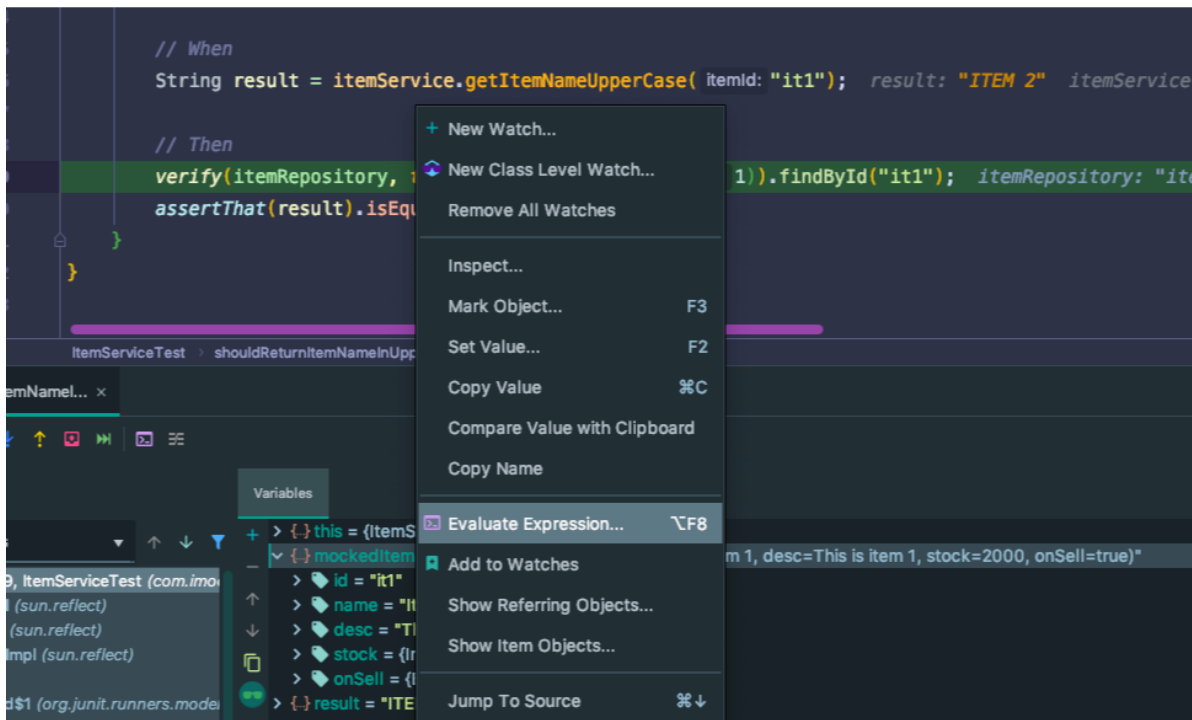 // When
String result = itemService.getItemNameUpperCase( itemId: "it1"); result: "ITEM 2" itemService
// Then
verify(itemRepository, 1)).findById("it1"); itemRepository: "ite
assertThat(result).isEqu
}
}
ItemServiceTest > shouldReturnItemNameInUpp
emNameI... ×
New Watch...
New Class Level Watch...
Remove All Watches
Inspect...
Mark Object... F3
Set Value... F2
Copy Value ⌘C
Compare Value with Clipboard
Copy Name
Evaluate Expression... ⌥F8
Add to Watches
Show Referring Objects...
Show Item Objects...
Jump To Source ⌘↓
Variables
this = {ItemS
mockedItem m 1, desc=This is item 1, stock=2000, onSell=true)"
id = "it1"
name = "It
desc = "Tl
stock = {Ir
onSell = {I
result = "ITE
9, ItemServiceTest (com.imo
(sun.reflect)
(sun.reflect)
Impl (sun.reflect)
d$1 (org.junit.runners.model